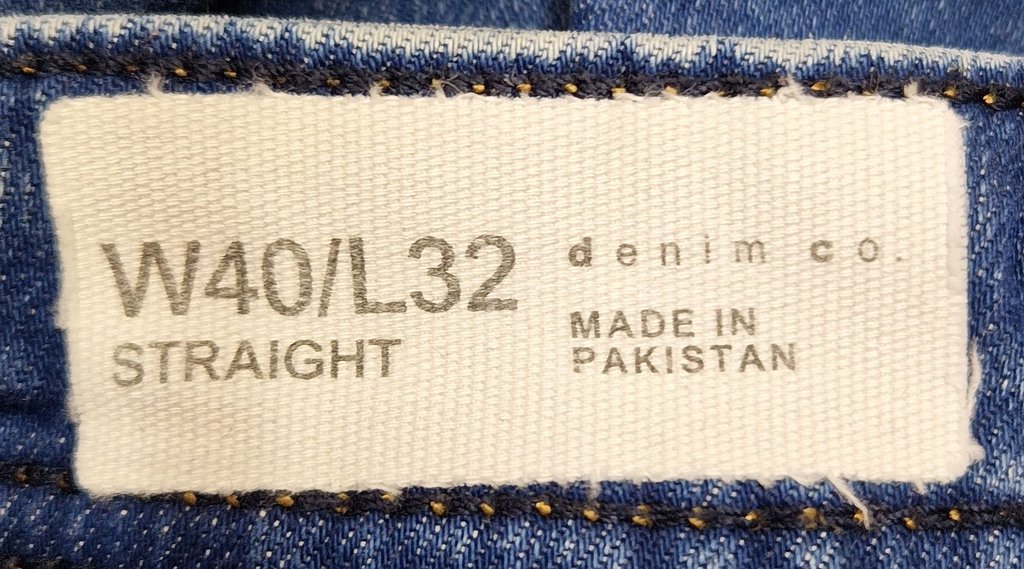 W40/L32
STRAIGHT
denim co.
MADE IN
PAKISTAN